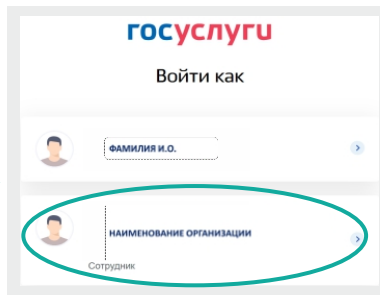 госуслуги
Войти как
ФАМИЛИЯ И.О.
НАИМЕНОВАНИЕ ОРГАНИЗАЦИИ
Сотрудник